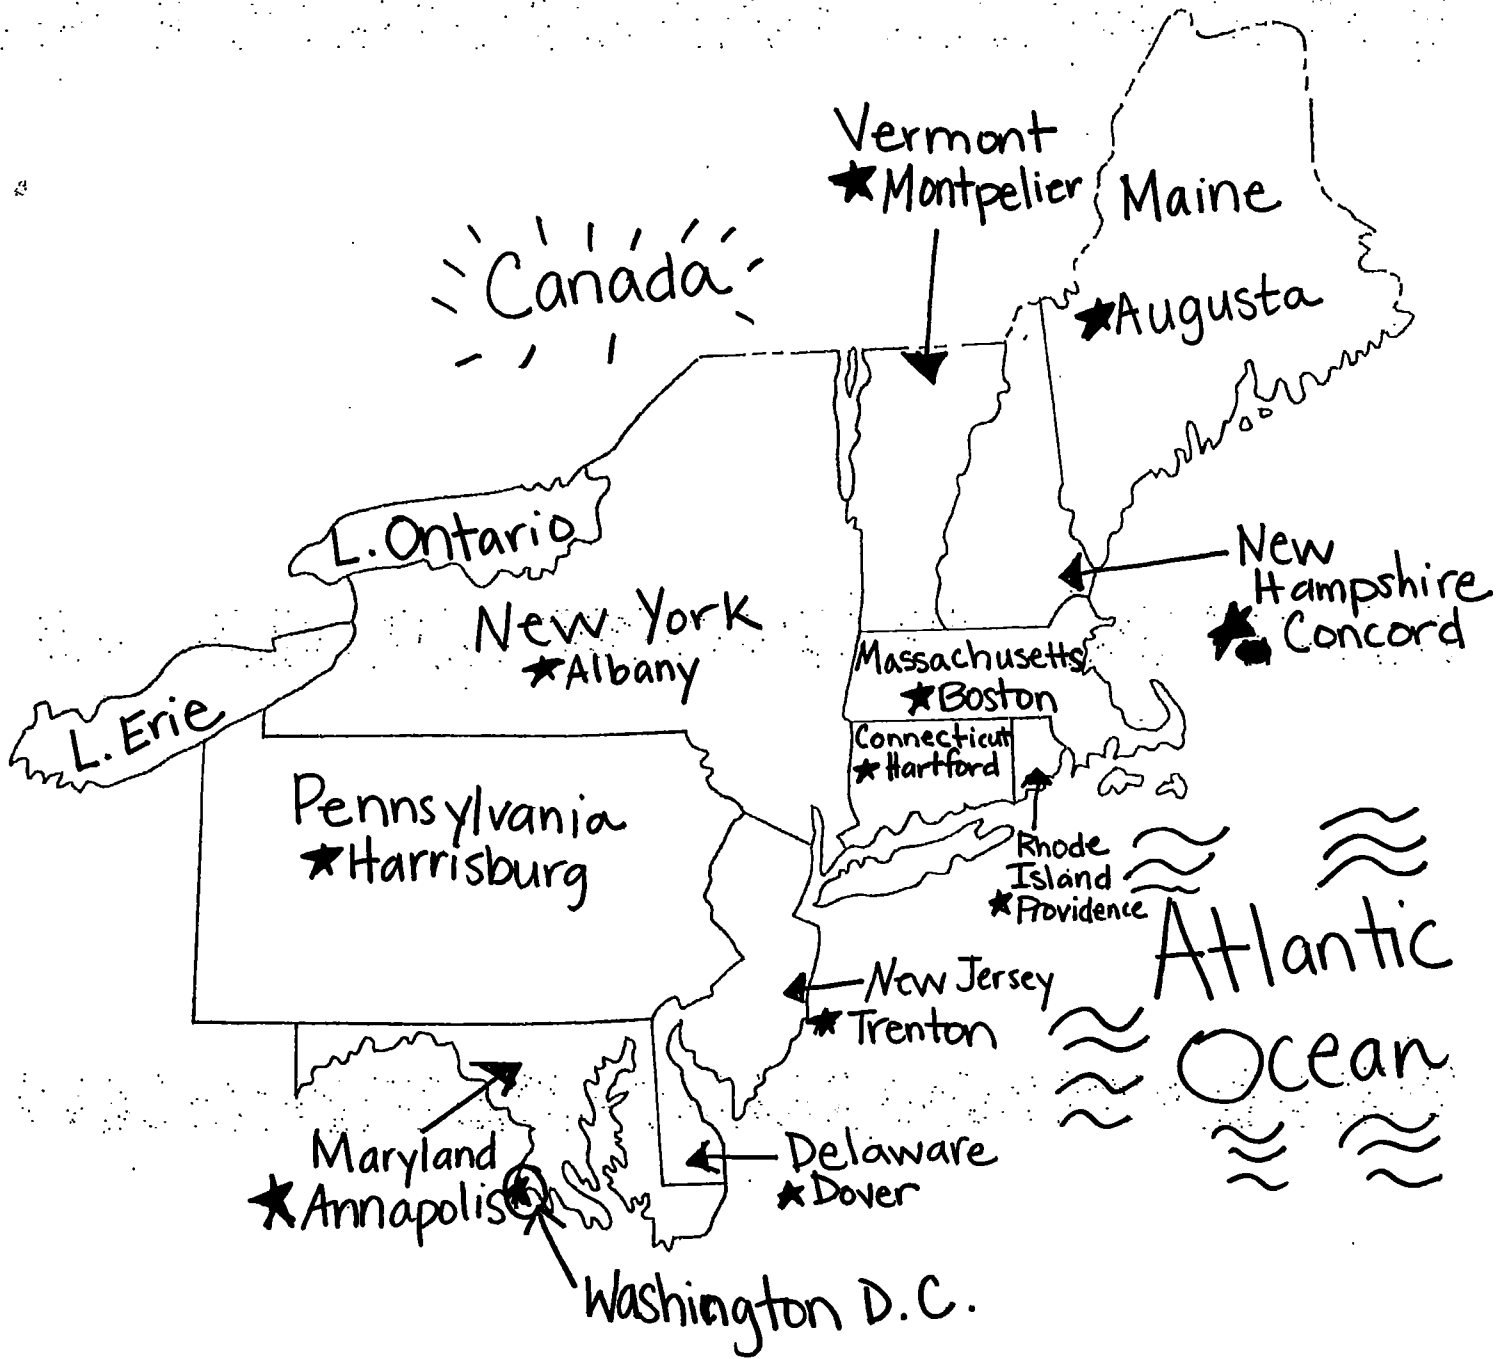 Vermont
★Montpelier
Maine
★Augusta
Canada
L. Ontario
New York
★Albany
L. Erie
New
Hampshire
★Concord
Massachusetts
★Boston
Connecticut
★Hartford
Pennsylvania
★Harrisburg
Rhode
Island
★Providence
Atlantic
Ocean
New Jersey
★Trenton
Maryland
★Annapolis
Delaware
★Dover
Washington D.C.